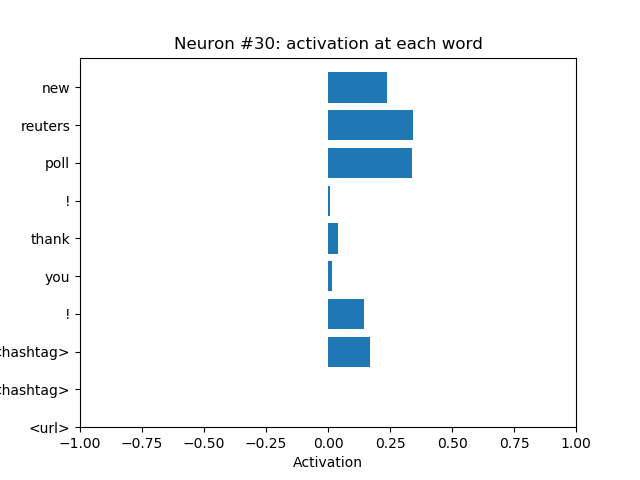 Neuron #30: activation at each word
new
reuters
poll
!
thank
you
!
hashtag>
hashtag>
<url>
−1.00 −0.75 −0.50 −0.25 0.00 0.25 0.50 0.75 1.00
Activation